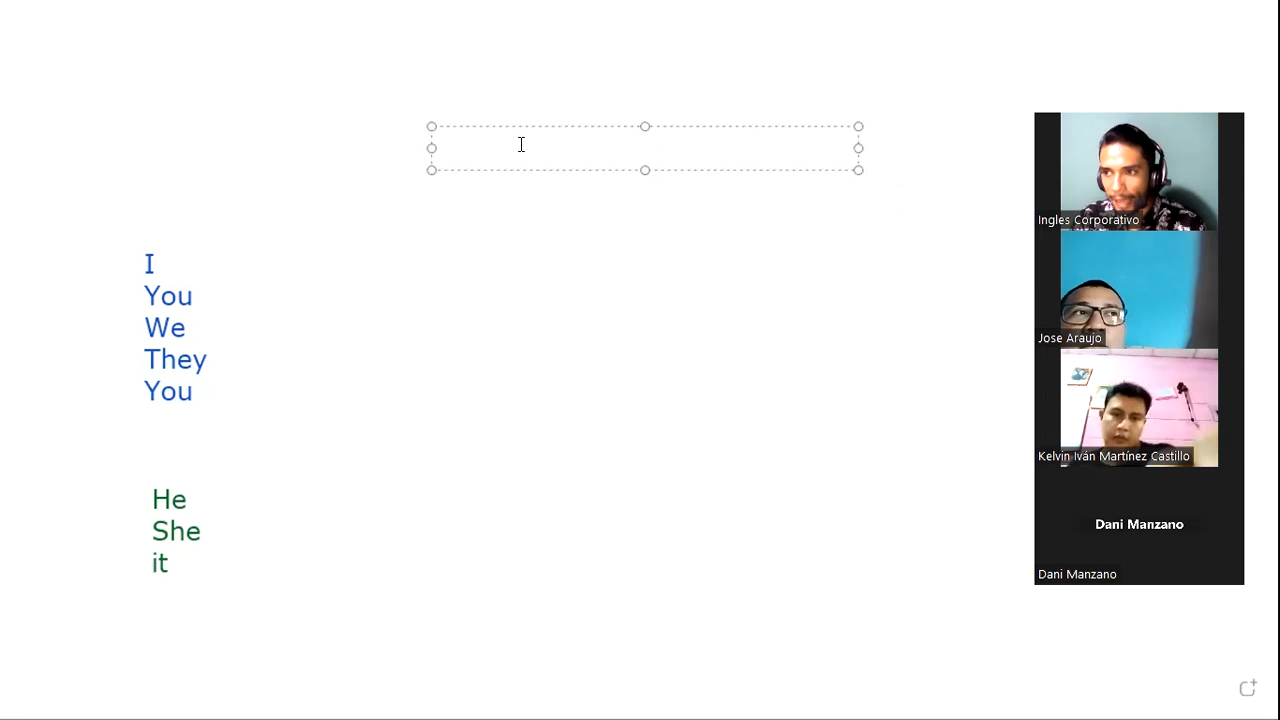 I
You
We
They
You
He
She
it
Ingles Corporativo
Jose Araujo
Kelvin Iván Martínez Castillo
Dani Manzano
Dani Manzano